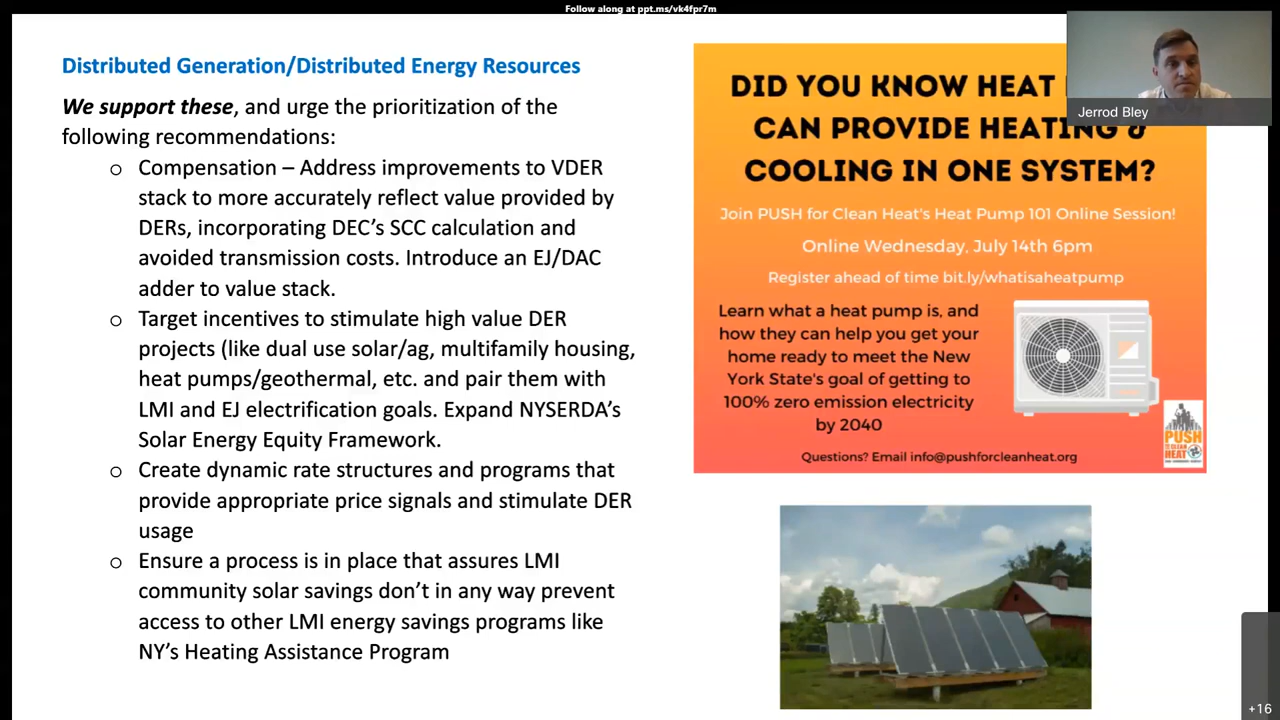 Follow along at ppt.ms/vk4fpr7m
Distributed Generation/Distributed Energy Resources
We support these, and urge the prioritization of the
following recommendations:
o Compensation – Address improvements to VDER
stack to more accurately reflect value provided by
DERs, incorporating DEC’s SCC calculation and
avoided transmission costs. Introduce an EJ/DAC
adder to value stack.
o Target incentives to stimulate high value DER
projects (like dual use solar/ag, multifamily housing,
heat pumps/geothermal, etc. and pair them with
LMI and EJ electrification goals. Expand NYSERDA’s
Solar Energy Equity Framework.
o Create dynamic rate structures and programs that
provide appropriate price signals and stimulate DER
usage
o Ensure a process is in place that assures LMI
community solar savings don’t in any way prevent
access to other LMI energy savings programs like
NY’s Heating Assistance Program
DID YOU KNOW HEAT
CAN PROVIDE HEATING &
COOLING IN ONE SYSTEM?
Join PUSH for Clean Heat's Heat Pump 101 Online Session!
Online Wednesday, July 14th 6pm
Register ahead of time bit.ly/whatisaheatpump
Learn what a heat pump is, and
how they can help you get your
home ready to meet the New
York State's goal of getting to
100% zero emission electricity
by 2040
Questions? Email info@pushforcleanheat.org
PUSH
CLEAN
HEAT
Jerrod Bley
+16